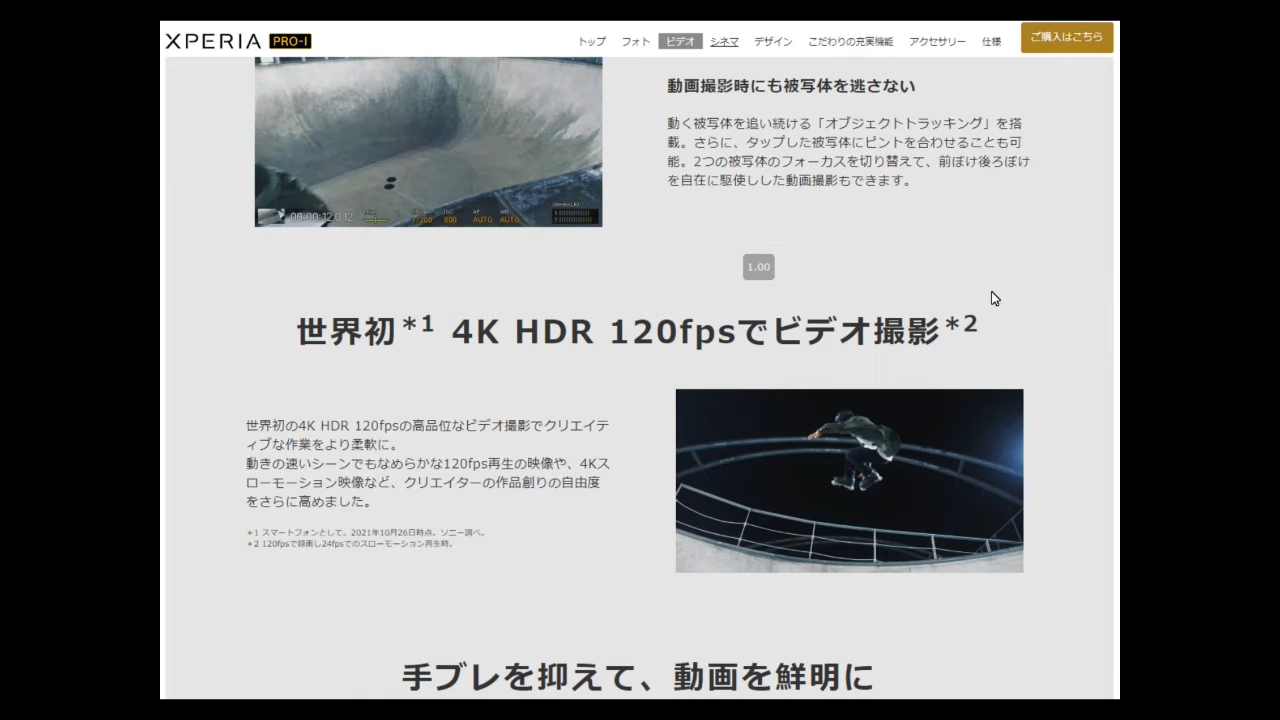 XPERIA PRO-I
トップ フォト ビデオ シネマ デザイン こだわりの充実機能 アクセサリー 仕様 ご購入はこちら
動画撮影時にも被写体を逃さない
動く被写体を追い続ける「オブジェクトトラッキング」を搭
載。さらに、タップした被写体にピントを合わせることも可
能。2つの被写体のフォーカスを切り替えて、前ぼけ後ろぼけ
を自在に駆使しした動画撮影もできます。
Stereo(LR)
00:00:12:0.12 1/200 800 AUTO AUTO
1.00
世界初*1 4K HDR 120fpsでビデオ撮影*2
世界初の4K HDR 120fpsの高品位なビデオ撮影でクリエイテ
ィブな作業をより柔軟に。
動きの速いシーンでもなめらかな120fps再生の映像や、4Kス
ローモーション映像など、クリエイターの作品創りの自由度
をさらに高めました。
*1 スマートフォンとして。2021年10月26日時点。ソニー調べ。
*2 120fpsで録画し24fpsでのスローモーション再生時。
手ブレを抑えて、動画を鮮明に